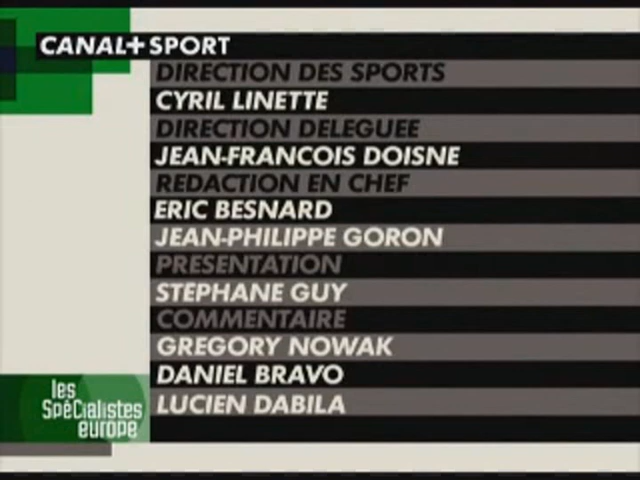 CANAL+ SPORT
DIRECTION DES SPORTS
CYRIL LINETTE
DIRECTION DELEGUEE
JEAN-FRANCOIS DOISNE
REDACTION EN CHEF
ERIC BESNARD
JEAN-PHILIPPE GORON
PRESENTATION
STEPHANE GUY
COMMENTAIRE
GREGORY NOWAK
DANIEL BRAVO
LUCIEN DABILA
les
SpéCialistes
europe